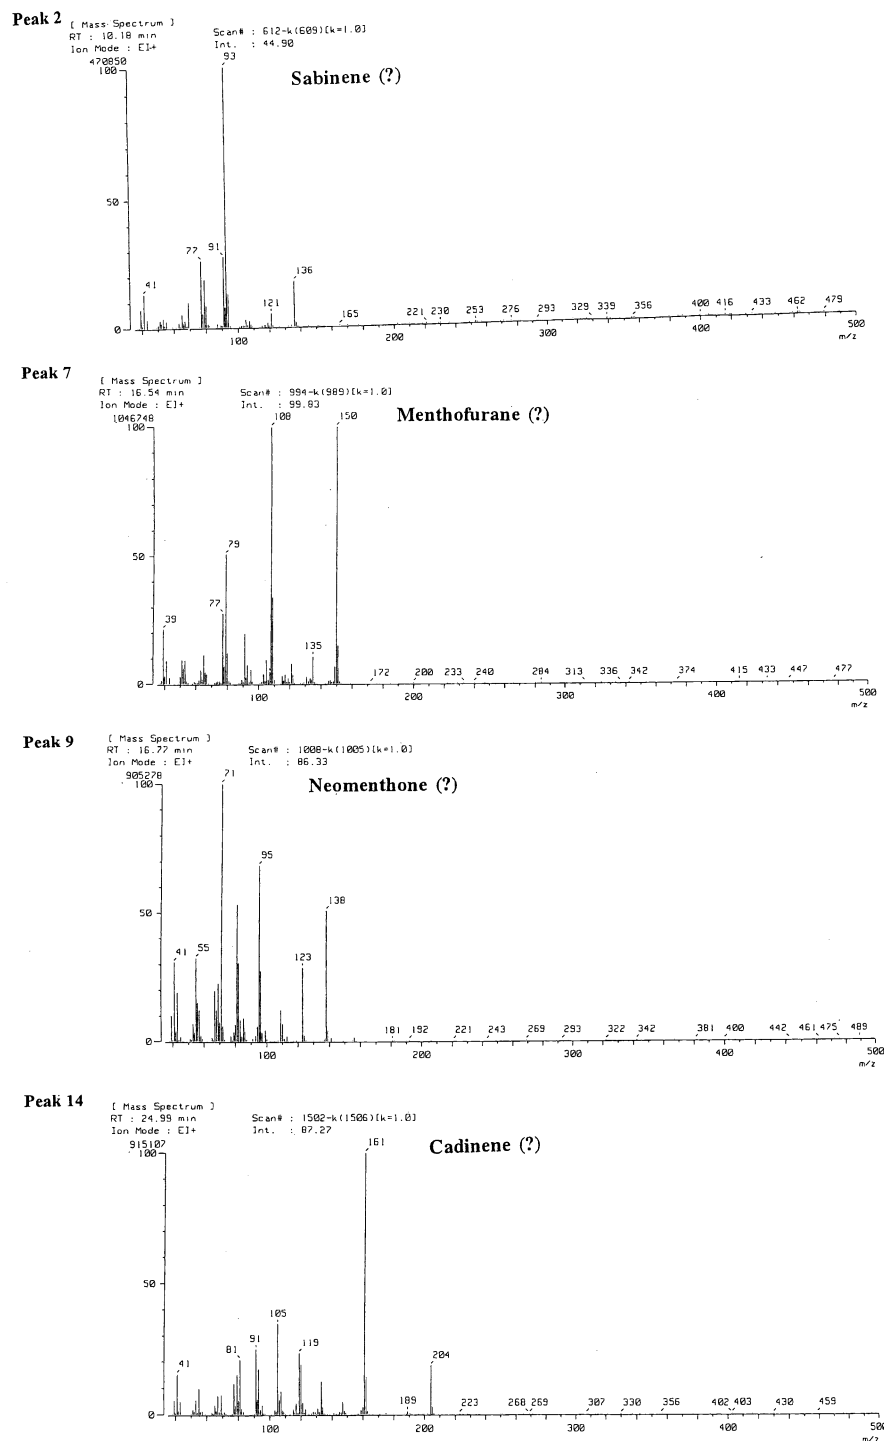 Peak 2
[ Mass Spectrum ]
RT : 10.18 min Scan# : 612-k(609)[k=1.0]
Ion Mode : EI+ Int. : 44.90
470850
93
100
Sabinene (?)
50
77 91
136
41
121
165 221 230 253 276 293 329 339 356 400 416 433 462 479
0
100 200 300 400 500
m/z
Peak 7
[ Mass Spectrum ]
RT : 16.54 min Scan# : 994-k(989)[k=1.0]
Ion Mode : EI+ Int. : 99.83
1046748
108 150
Menthofurane (?)
100
50
79
77
39
135
172 200 233 240 284 313 336 342 374 415 433 447 477
0
100 200 300 400 500
m/z
Peak 9
[ Mass Spectrum ]
RT : 16.77 min Scan# : 1008-k(1005)[k=1.0]
Ion Mode : EI+ Int. : 86.33
905278
71
100
Neomenthone (?)
95
50
138
41 55
123
181 192 221 243 269 293 322 342 381 400 442 461 475 489
0
100 200 300 400 500
m/z
Peak 14
[ Mass Spectrum ]
RT : 24.99 min Scan# : 1502-k(1506)[k=1.0]
Ion Mode : EI+ Int. : 87.27
915107
161
100
Cadinene (?)
50
105
91
119
81
41
204
189 223 268 269 307 330 356 402 403 430 459
0
100 200 300 400 500
m/z